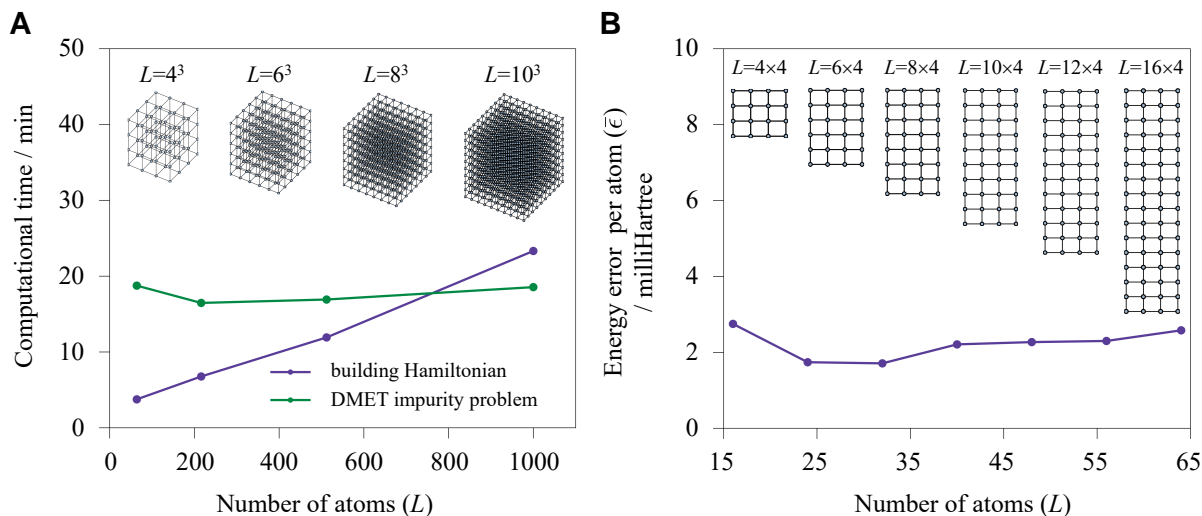 A
50
40
30
20
10
0
Computational time / min
L=4³
L=6³
L=8³
L=10³
building Hamiltonian
DMET impurity problem
0
200
400
600
800
1000
Number of atoms (L)
B
10
8
6
4
2
0
Energy error per atom (ϵ̄)
/ milliHartree
L=4×4
L=6×4
L=8×4
L=10×4
L=12×4
L=16×4
15
25
35
45
55
65
Number of atoms (L)